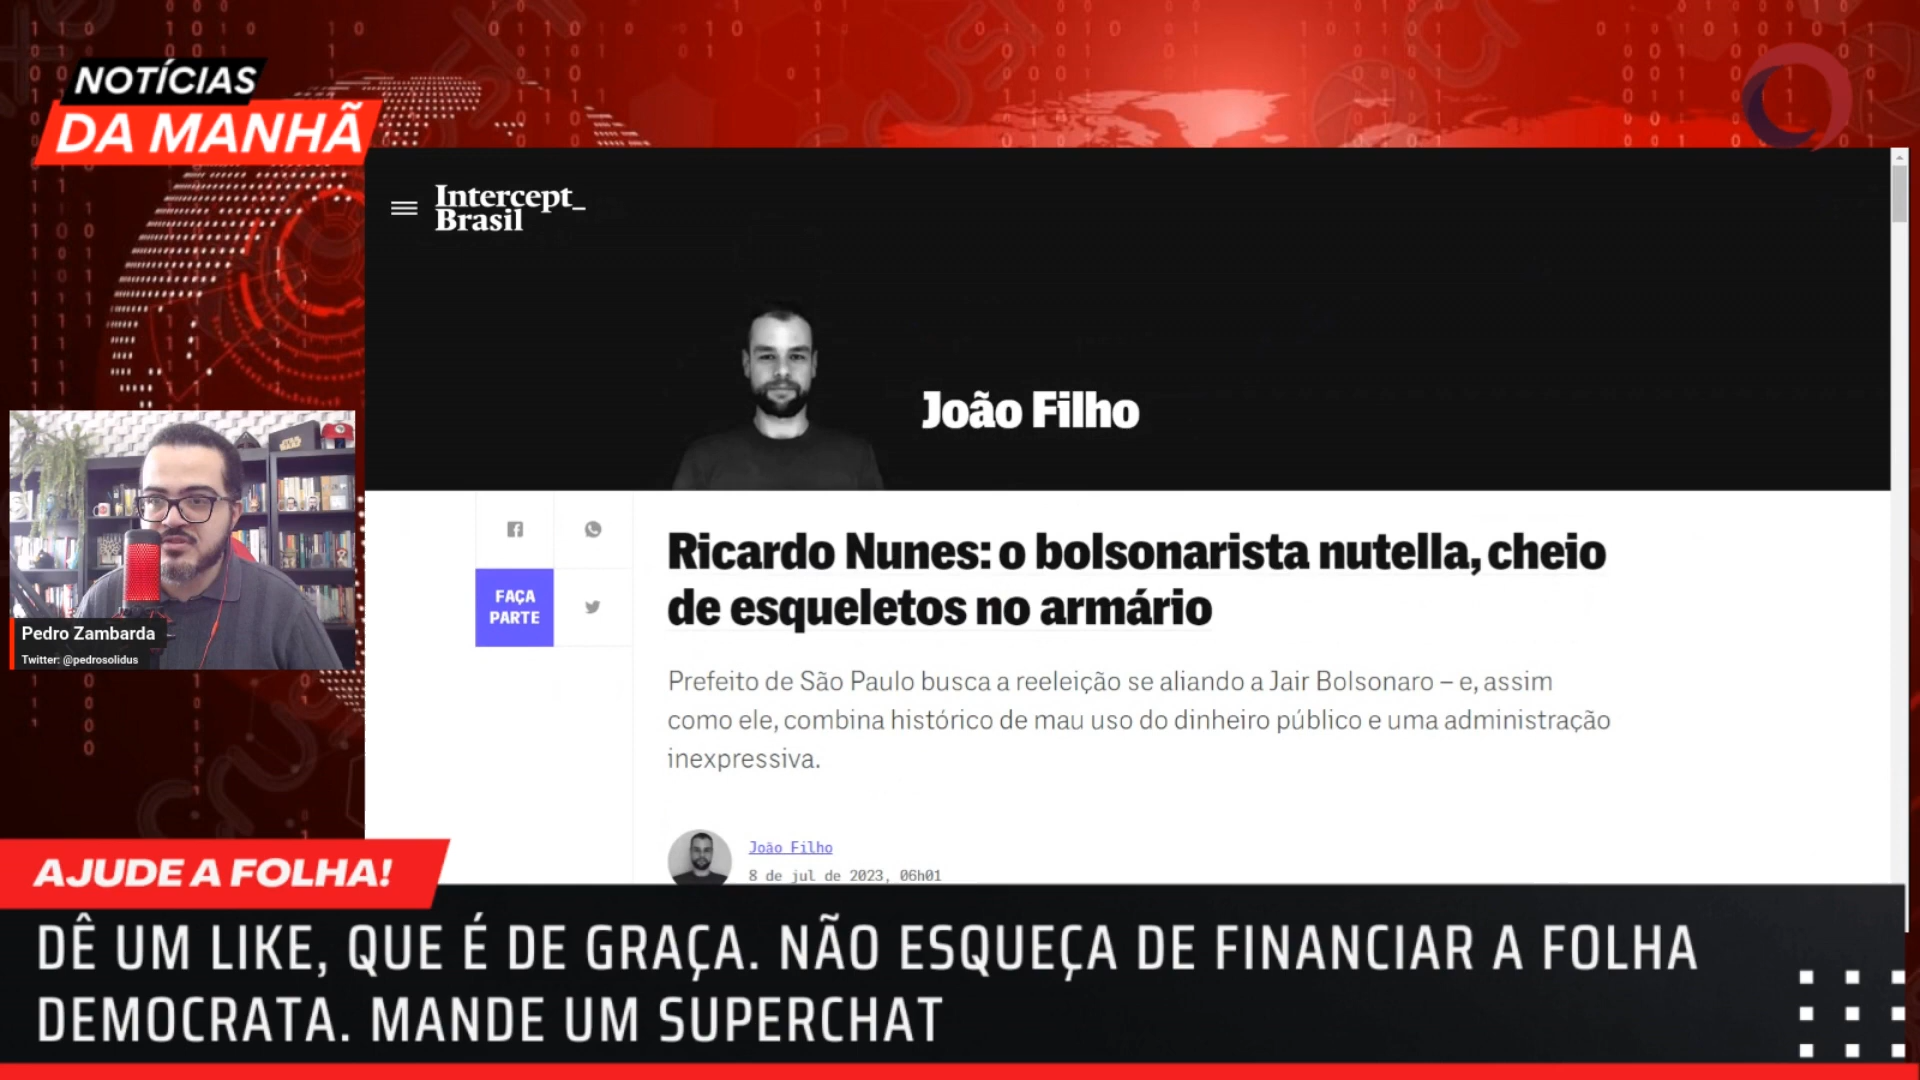 NOTÍCIAS
DA MANHÃ
Intercept_
Brasil
João Filho
FAÇA
PARTE
Ricardo Nunes: o bolsonarista nutella, cheio
de esqueletos no armário
Prefeito de São Paulo busca a reeleição se aliando a Jair Bolsonaro – e, assim
como ele, combina histórico de mau uso do dinheiro público e uma administração
inexpressiva.
João Filho
8 de jul de 2023, 06h01
Pedro Zambarda
Twitter: @pedrosolidus
AJUDE A FOLHA!
DÊ UM LIKE, QUE É DE GRAÇA. NÃO ESQUEÇA DE FINANCIAR A FOLHA
DEMOCRATA. MANDE UM SUPERCHAT